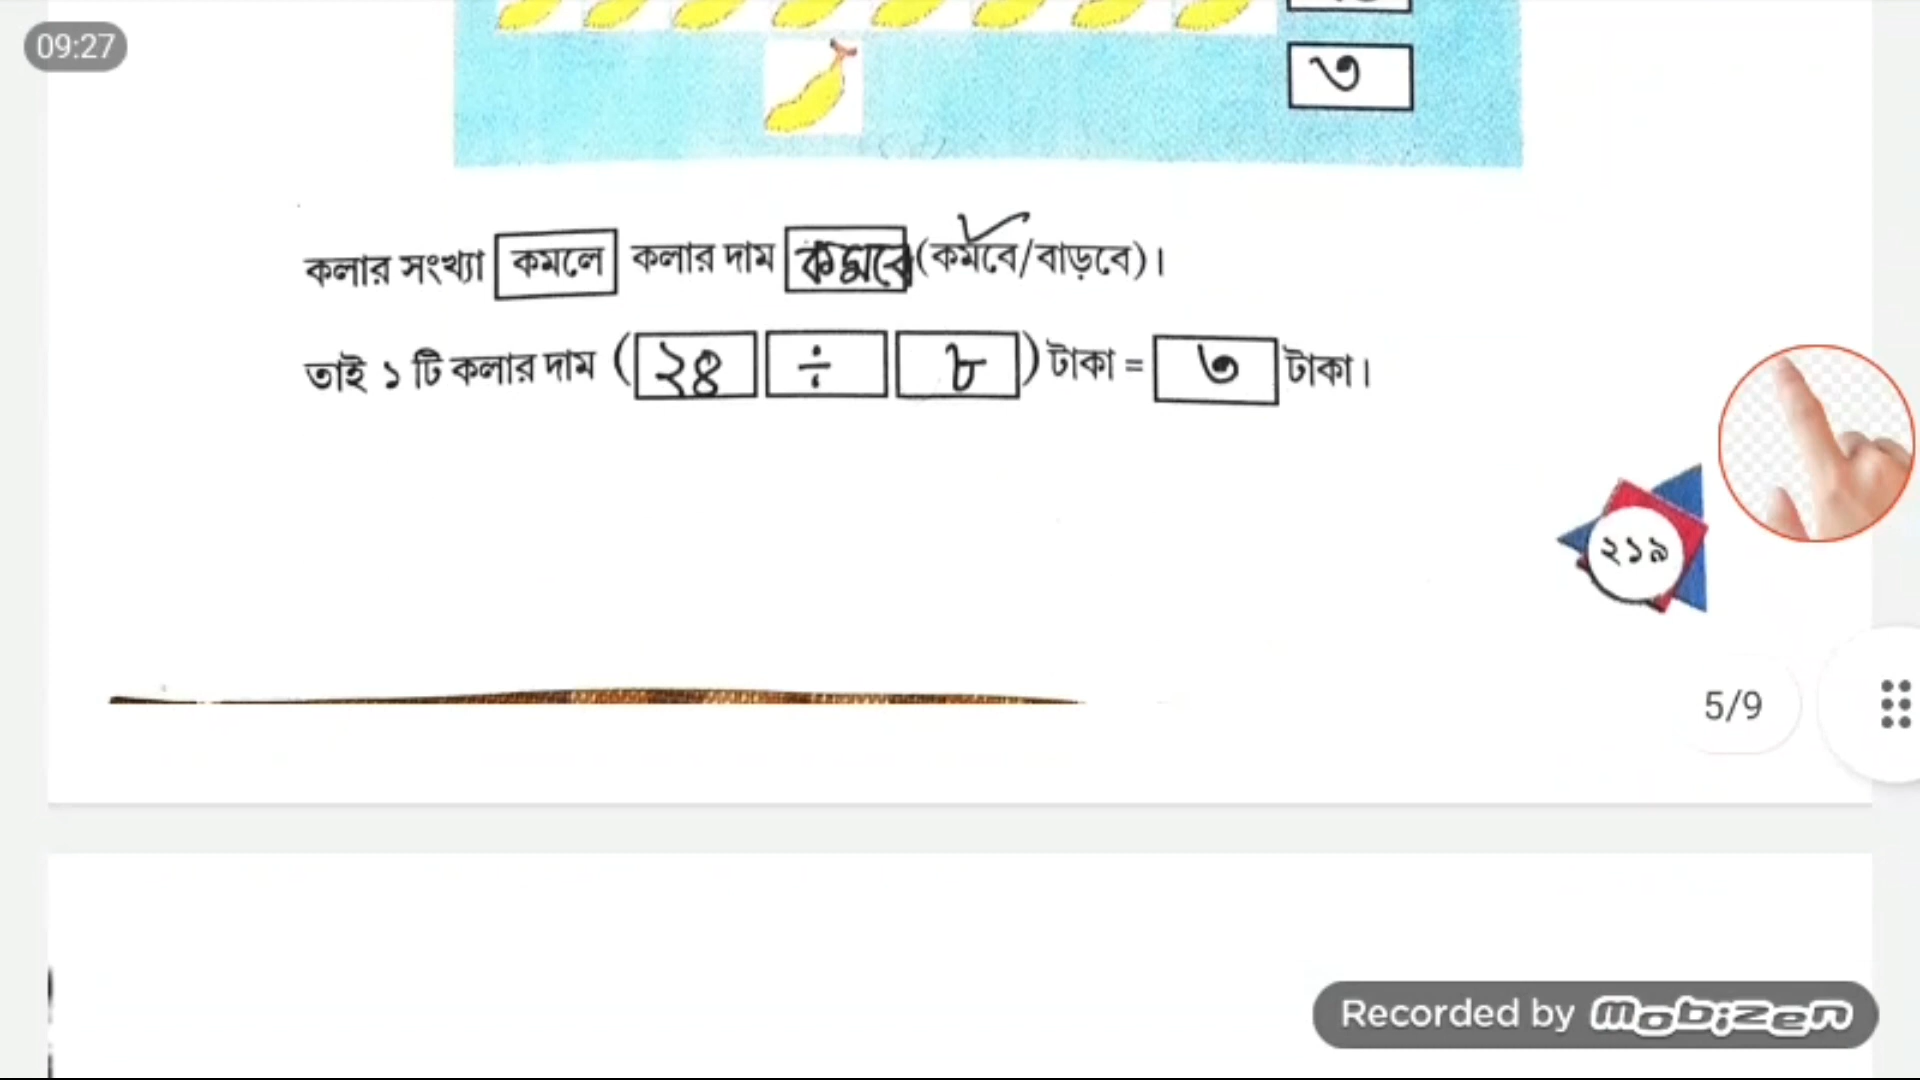 09:27
৩
কলার সংখ্যা কমলে কলার দাম কমবে (কমবে/বাড়বে)।
তাই ১ টি কলার দাম (২৪ ÷ ৮) টাকা = ৩ টাকা।
২১৯
5/9
Recorded by Mobizen